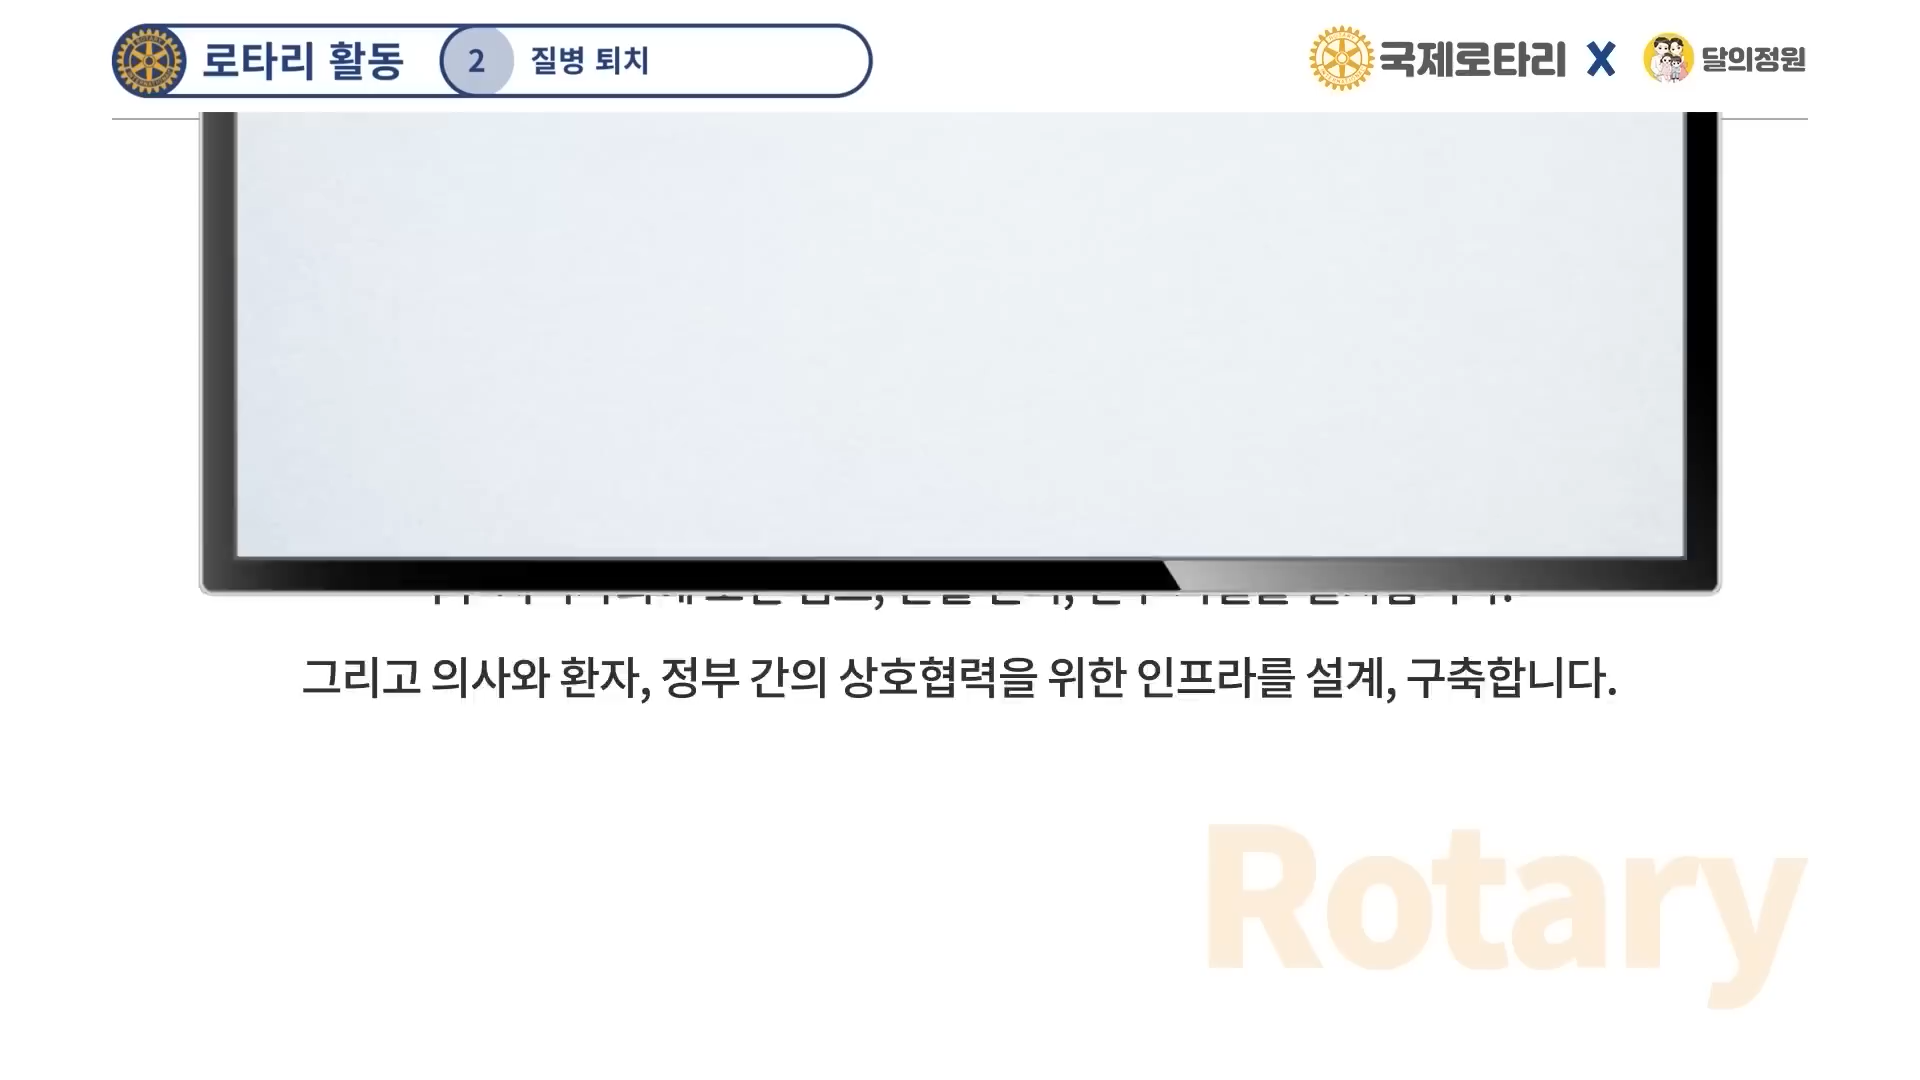 로타리 활동
2
질병 퇴치
국제로타리 X 달의정원
그리고 의사와 환자, 정부 간의 상호협력을 위한 인프라를 설계, 구축합니다.
Rotary